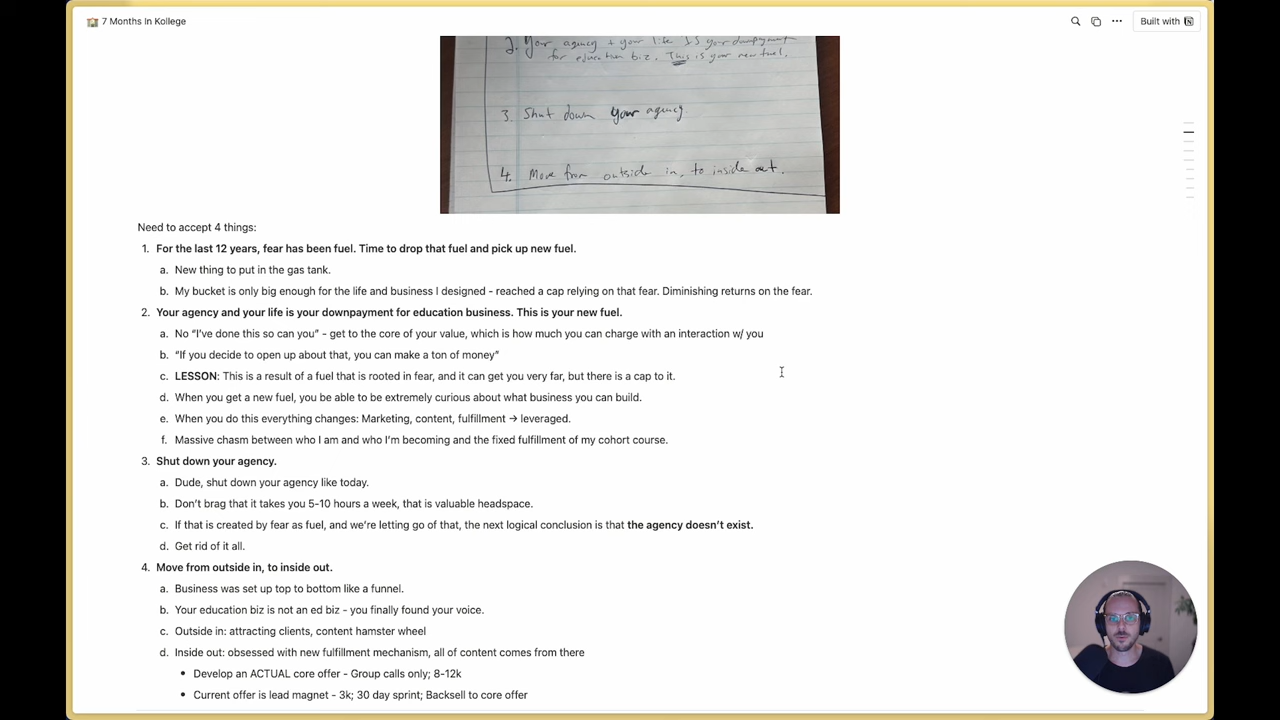 7 Months In Kollege
Built with
2. Your agency + your life is your downpayment
for education biz. This is your new fuel.
3. Shut down your agency
4. Move from outside in, to inside out.
Need to accept 4 things:
1. For the last 12 years, fear has been fuel. Time to drop that fuel and pick up new fuel.
a. New thing to put in the gas tank.
b. My bucket is only big enough for the life and business I designed - reached a cap relying on that fear. Diminishing returns on the fear.
2. Your agency and your life is your downpayment for education business. This is your new fuel.
a. No “I’ve done this so can you” - get to the core of your value, which is how much you can charge with an interaction w/ you
b. “If you decide to open up about that, you can make a ton of money”
c. LESSON: This is a result of a fuel that is rooted in fear, and it can get you very far, but there is a cap to it.
d. When you get a new fuel, you be able to be extremely curious about what business you can build.
e. When you do this everything changes: Marketing, content, fulfillment → leveraged.
f. Massive chasm between who I am and who I’m becoming and the fixed fulfillment of my cohort course.
3. Shut down your agency.
a. Dude, shut down your agency like today.
b. Don’t brag that it takes you 5-10 hours a week, that is valuable headspace.
c. If that is created by fear as fuel, and we’re letting go of that, the next logical conclusion is that the agency doesn’t exist.
d. Get rid of it all.
4. Move from outside in, to inside out.
a. Business was set up top to bottom like a funnel.
b. Your education biz is not an ed biz - you finally found your voice.
c. Outside in: attracting clients, content hamster wheel
d. Inside out: obsessed with new fulfillment mechanism, all of content comes from there
• Develop an ACTUAL core offer - Group calls only; 8-12k
• Current offer is lead magnet - 3k; 30 day sprint; Backsell to core offer